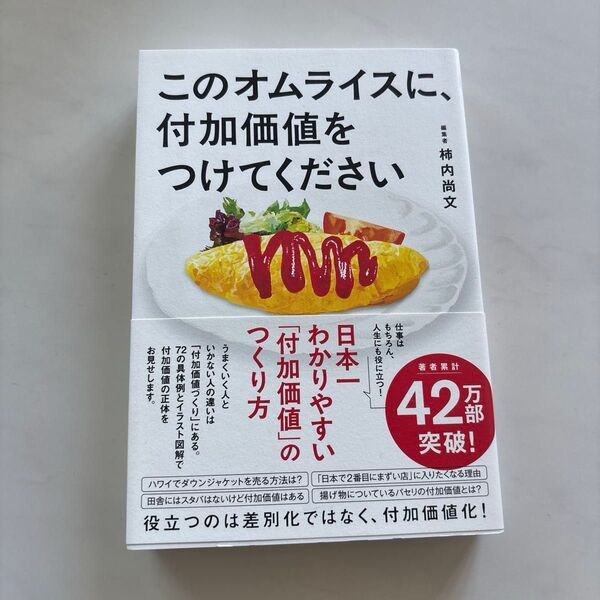 このオムライスに、
付加価値を
つけてください
編集者 柿内尚文
仕事は
もちろん、
人生にも役に立つ！
日本一
わかりやすい
「付加価値」の
つくり方
うまくいく人と
いかない人の違いは
「付加価値づくり」にある。
72の具体例とイラスト図解で
付加価値の正体を
お見せします。
著者累計
42万部
突破！
ハワイでダウンジャケットを売る方法は？
「日本で2番目にまずい店」に入りたくなる理由
田舎にはスタバはないけど付加価値はある
揚げ物についているパセリの付加価値とは？
役立つのは差別化ではなく、付加価値化！